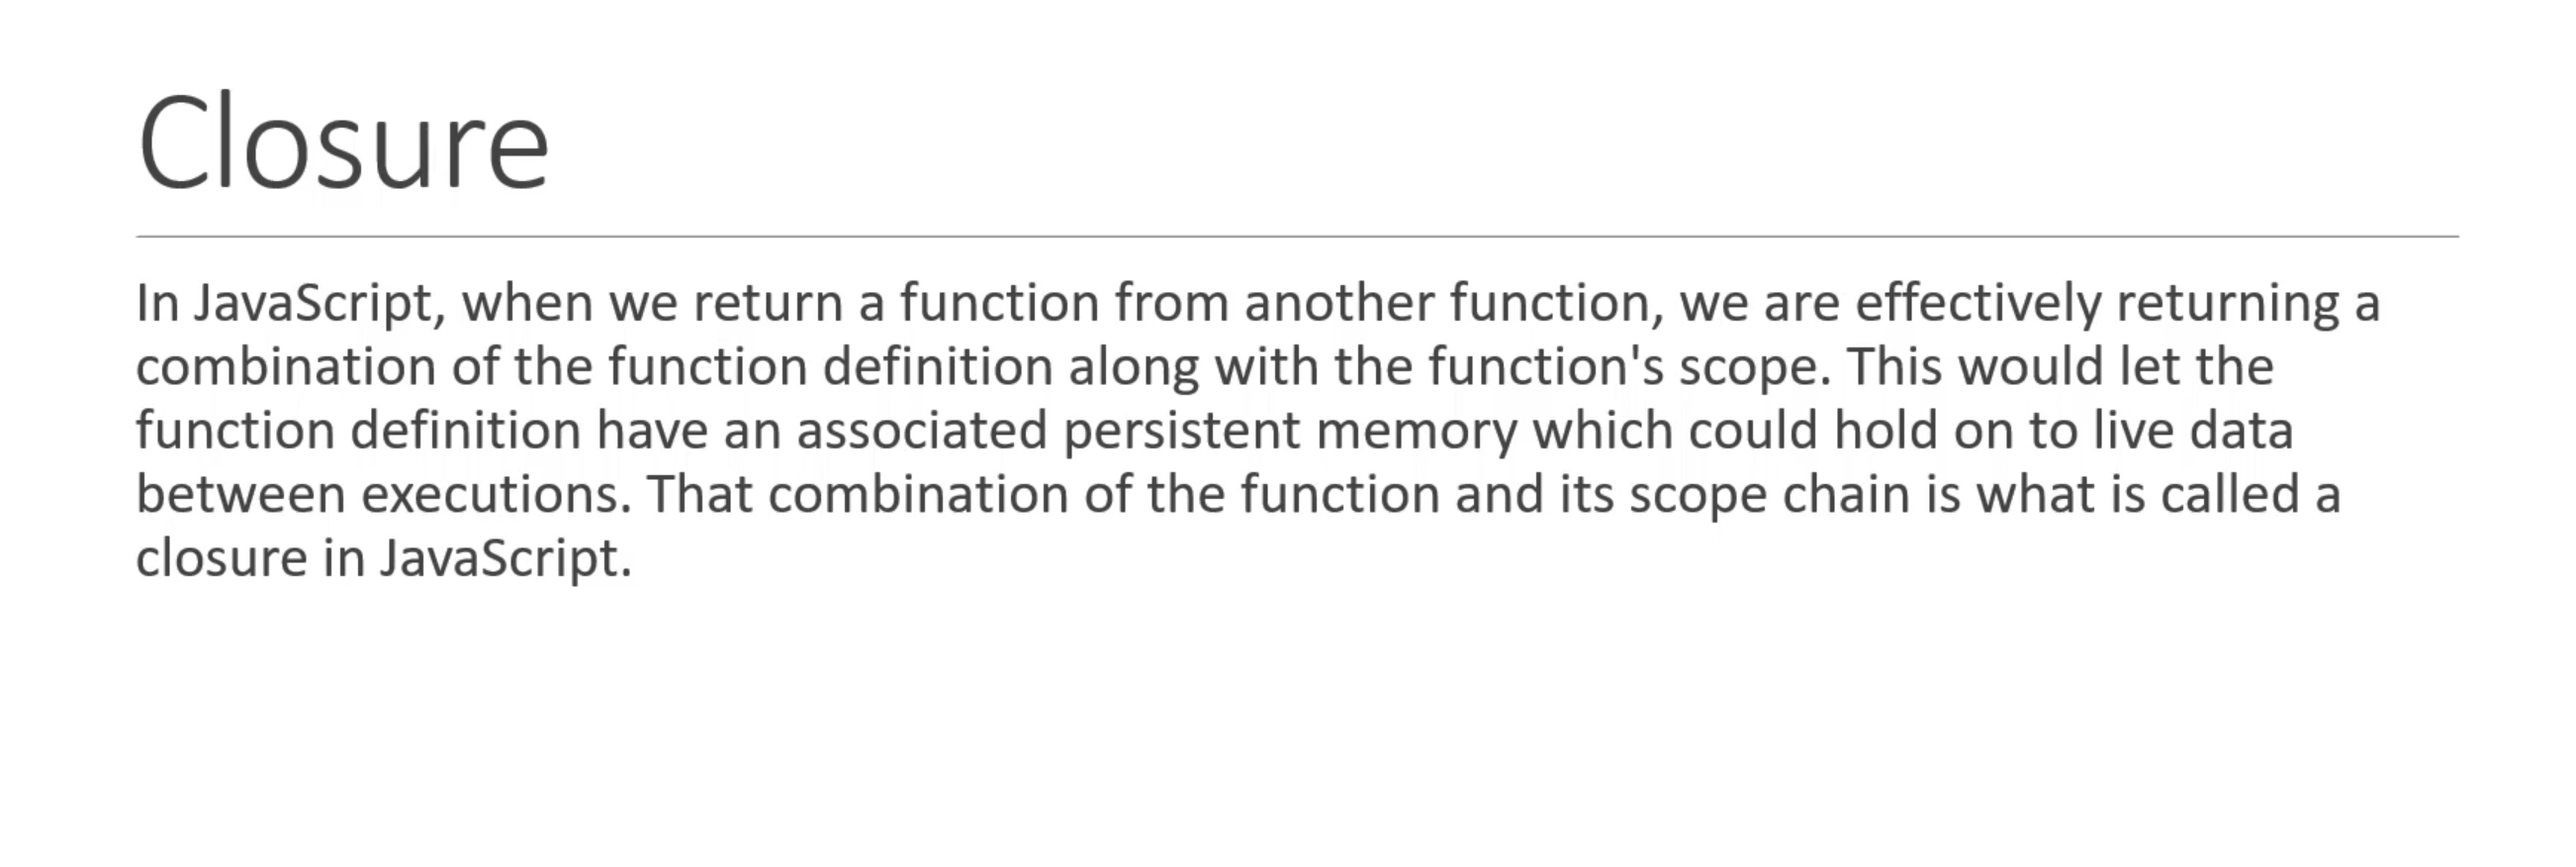 Closure
In JavaScript, when we return a function from another function, we are effectively returning a
combination of the function definition along with the function's scope. This would let the
function definition have an associated persistent memory which could hold on to live data
between executions. That combination of the function and its scope chain is what is called a
closure in JavaScript.